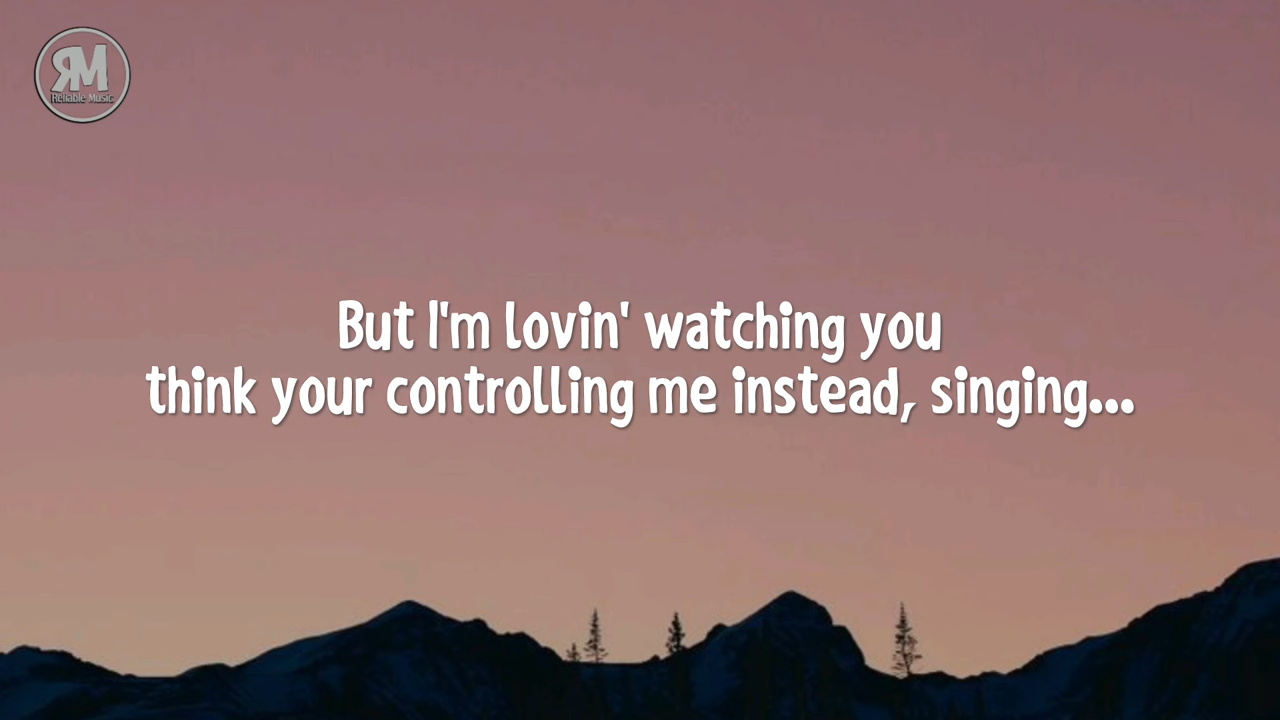 RM
Reliable Music
But I'm lovin' watching you
think your controlling me instead, singing...